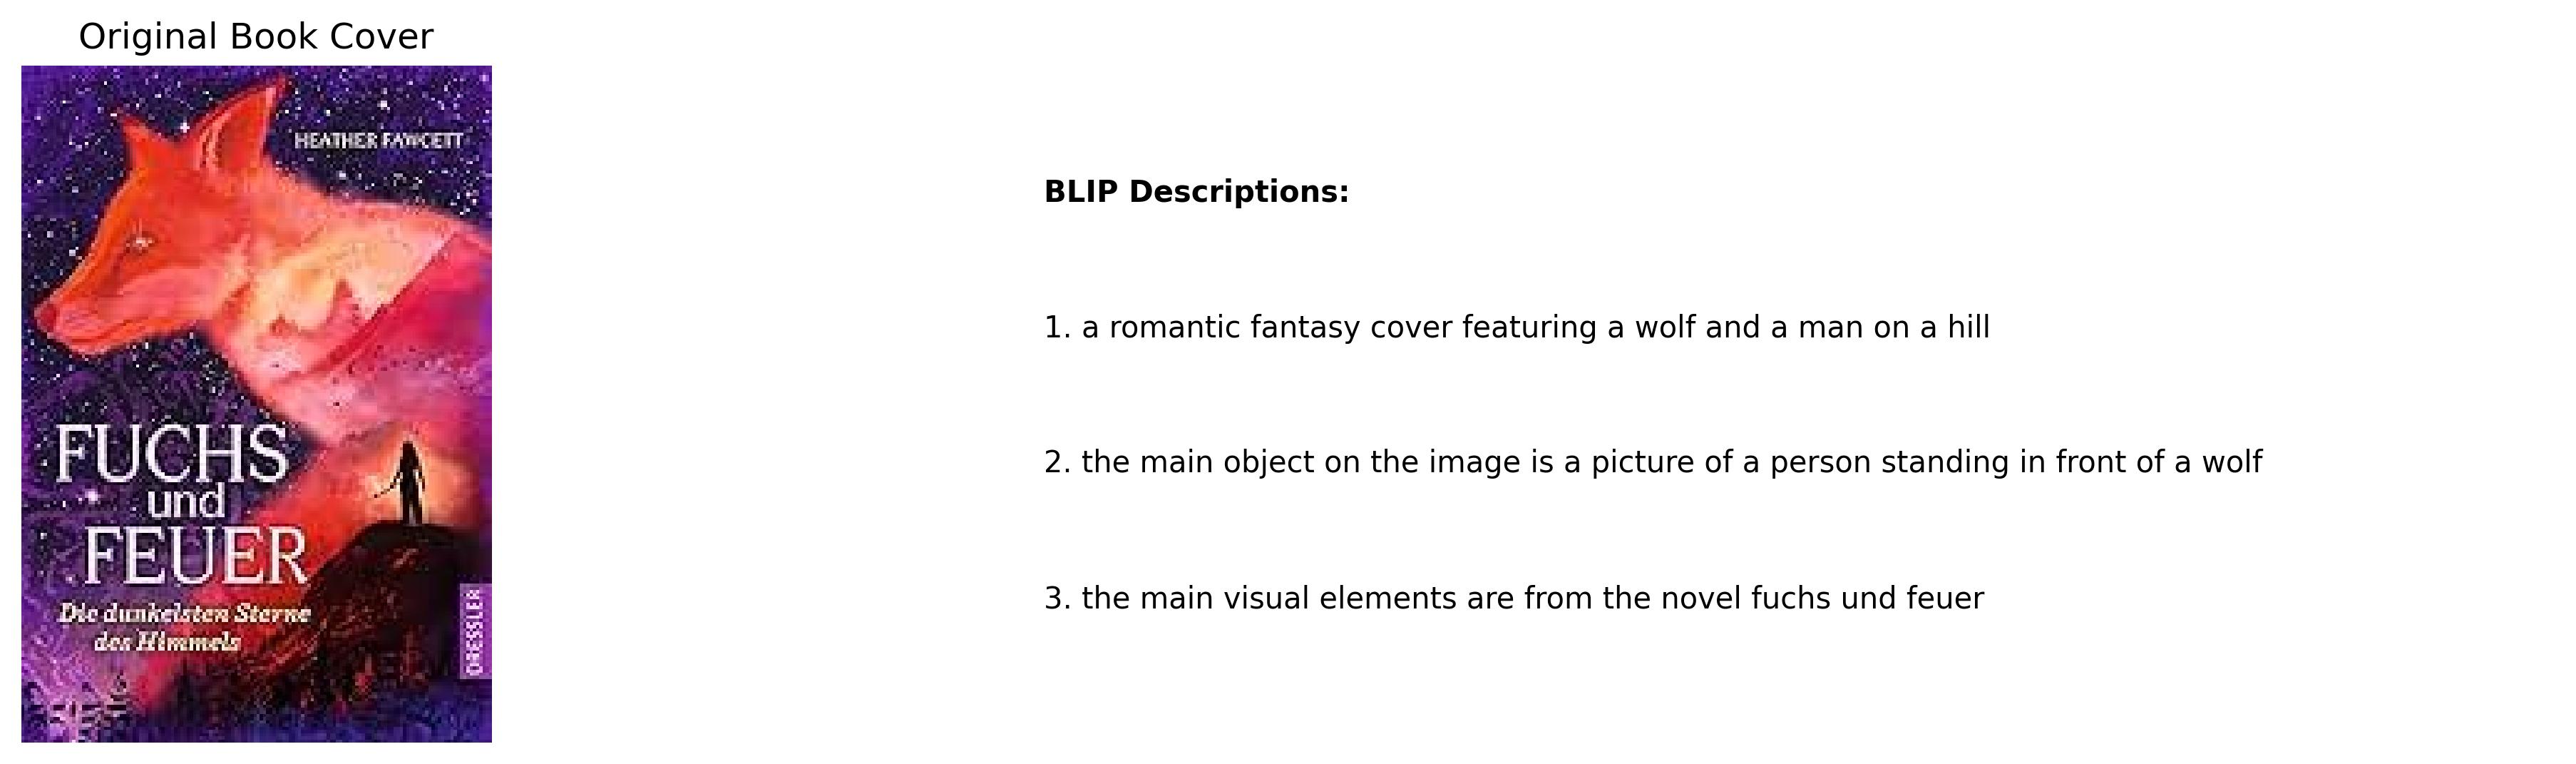 Original Book Cover
HEATHER FAWCETT
FUCHS
und
FEUER
Die dunkelsten Sterne
des Himmels
DRESSLER
BLIP Descriptions:
1. a romantic fantasy cover featuring a wolf and a man on a hill
2. the main object on the image is a picture of a person standing in front of a wolf
3. the main visual elements are from the novel fuchs und feuer